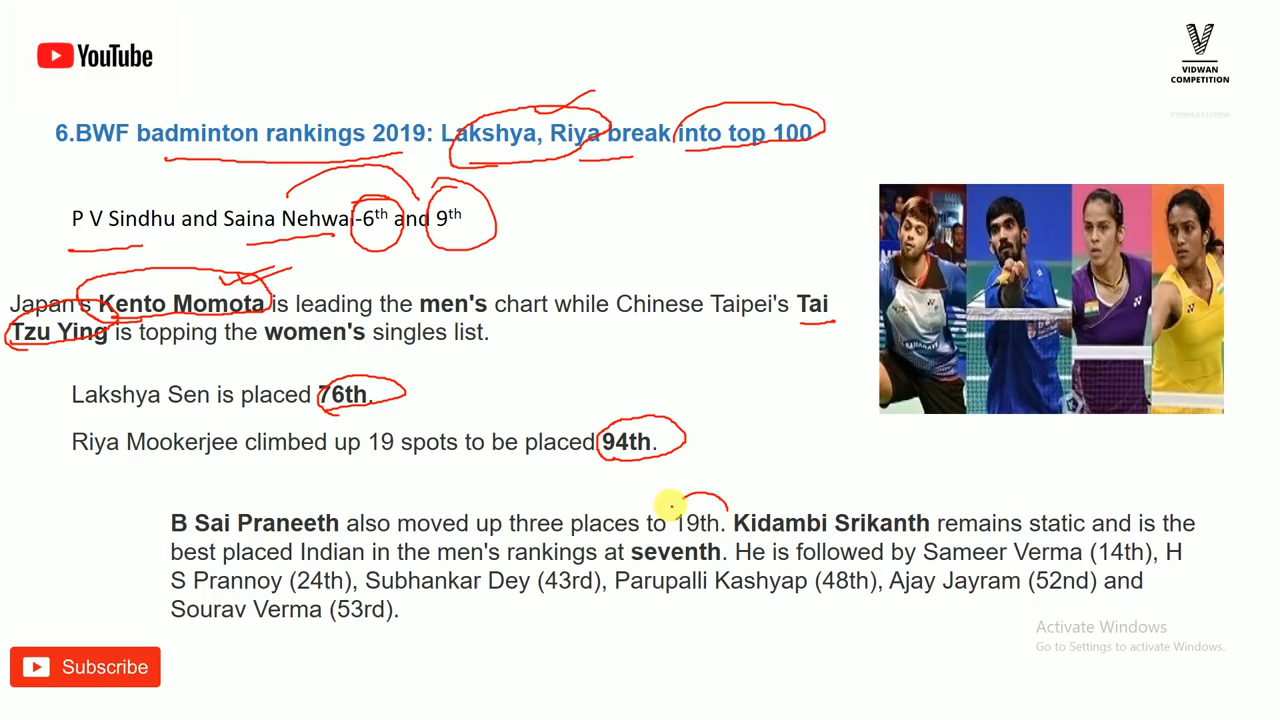 YouTube
V
VIDWAN
COMPETITION
6.BWF badminton rankings 2019: Lakshya, Riya break into top 100
P V Sindhu and Saina Nehwal-6th and 9th
Japan's Kento Momota is leading the men's chart while Chinese Taipei's Tai
Tzu Ying is topping the women's singles list.
Lakshya Sen is placed 76th.
Riya Mookerjee climbed up 19 spots to be placed 94th.
B Sai Praneeth also moved up three places to 19th. Kidambi Srikanth remains static and is the
best placed Indian in the men's rankings at seventh. He is followed by Sameer Verma (14th), H
S Prannoy (24th), Subhankar Dey (43rd), Parupalli Kashyap (48th), Ajay Jayram (52nd) and
Sourav Verma (53rd).
Activate Windows
Go to Settings to activate Windows.
Subscribe